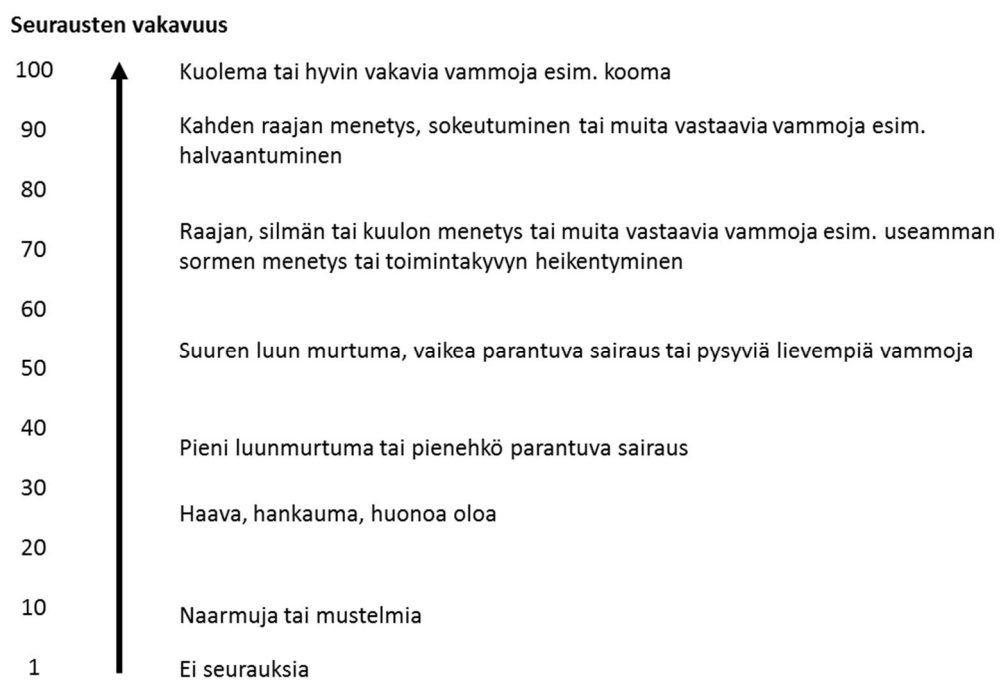 Seurausten vakavuus
100 Kuolema tai hyvin vakavia vammoja esim. kooma
90 Kahden raajan menetys, sokeutuminen tai muita vastaavia vammoja esim.
halvaantuminen
80
Raajan, silmän tai kuulon menetys tai muita vastaavia vammoja esim. useamman
70
sormen menetys tai toimintakyvyn heikentyminen
60
Suuren luun murtuma, vaikea parantuva sairaus tai pysyviä lievempiä vammoja
50
40
Pieni luunmurtuma tai pienehkö parantuva sairaus
30
Haava, hankauma, huonoa oloa
20
10 Naarmuja tai mustelmia
1 Ei seurauksia